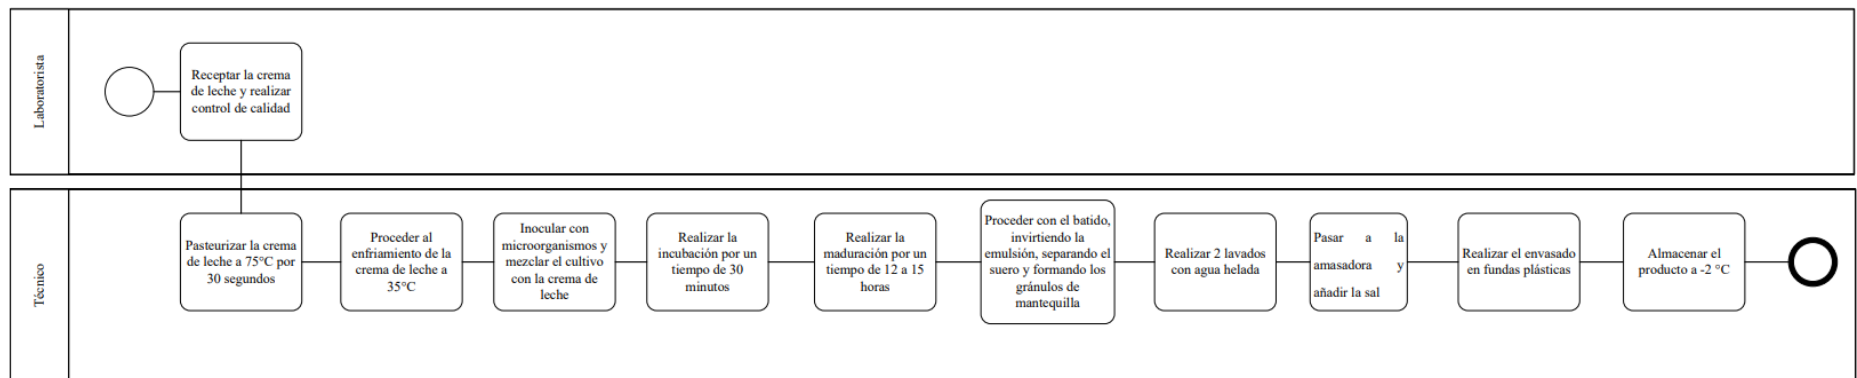 Laboratorista
Receptar la crema
de leche y realizar
control de calidad
Técnico
Pasteurizar la crema
de leche a 75°C por
30 segundos
Proceder al
enfriamiento de la
crema de leche a
35°C
Inocular con
microorganismos y
mezclar el cultivo
con la crema de
leche
Realizar la
incubación por un
tiempo de 30
minutos
Realizar la
maduración por un
tiempo de 12 a 15
horas
Proceder con el batido,
invirtiendo la
emulsión, separando el
suero y formando los
gránulos de
mantequilla
Realizar 2 lavados
con agua helada
Pasar a la
amasadora y
añadir la sal
Realizar el envasado
en fundas plásticas
Almacenar el
producto a -2 °C